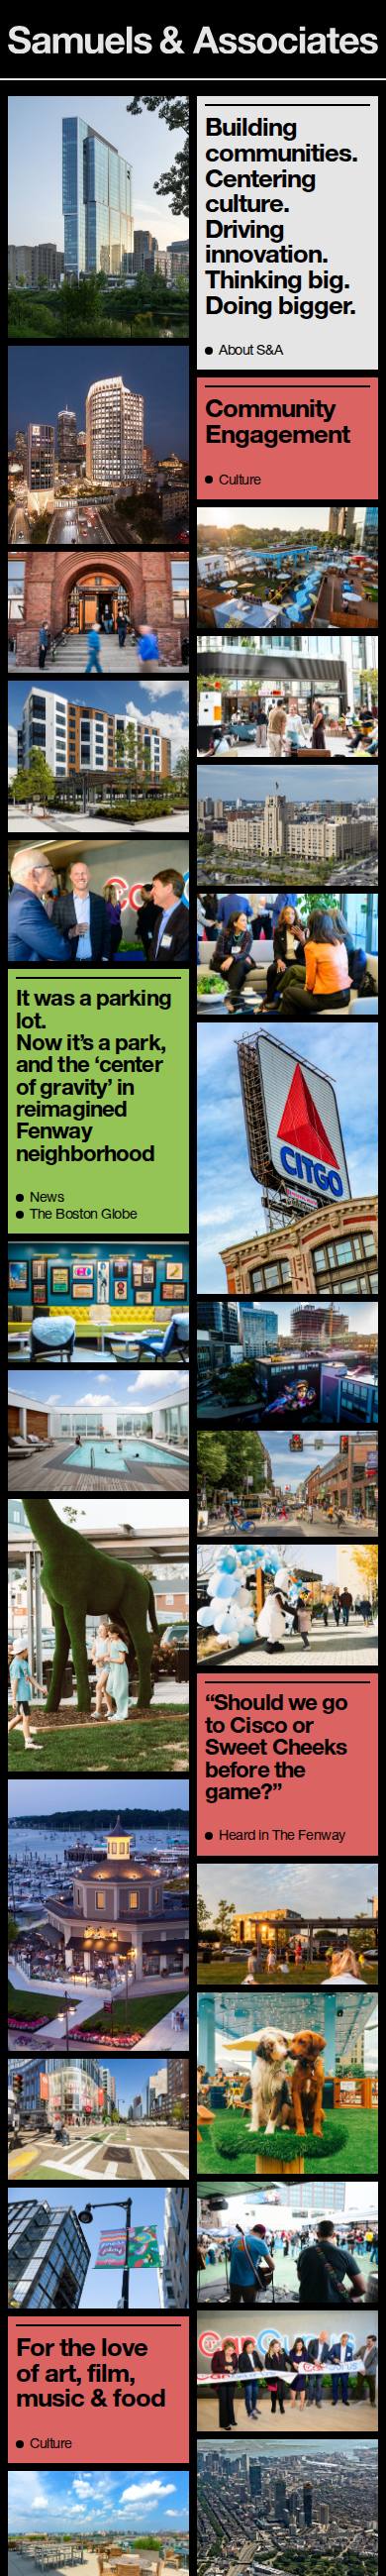 Samuels & Associates
Building
communities.
Centering
culture.
Driving
innovation.
Thinking big.
Doing bigger.
About S&A
Community
Engagement
Culture
It was a parking
lot.
Now it’s a park,
and the ‘center
of gravity’ in
reimagined
Fenway
neighborhood
News
The Boston Globe
CITGO
“Should we go
to Cisco or
Sweet Cheeks
before the
game?”
Heard in The Fenway
For the love
of art, film,
music & food
Culture